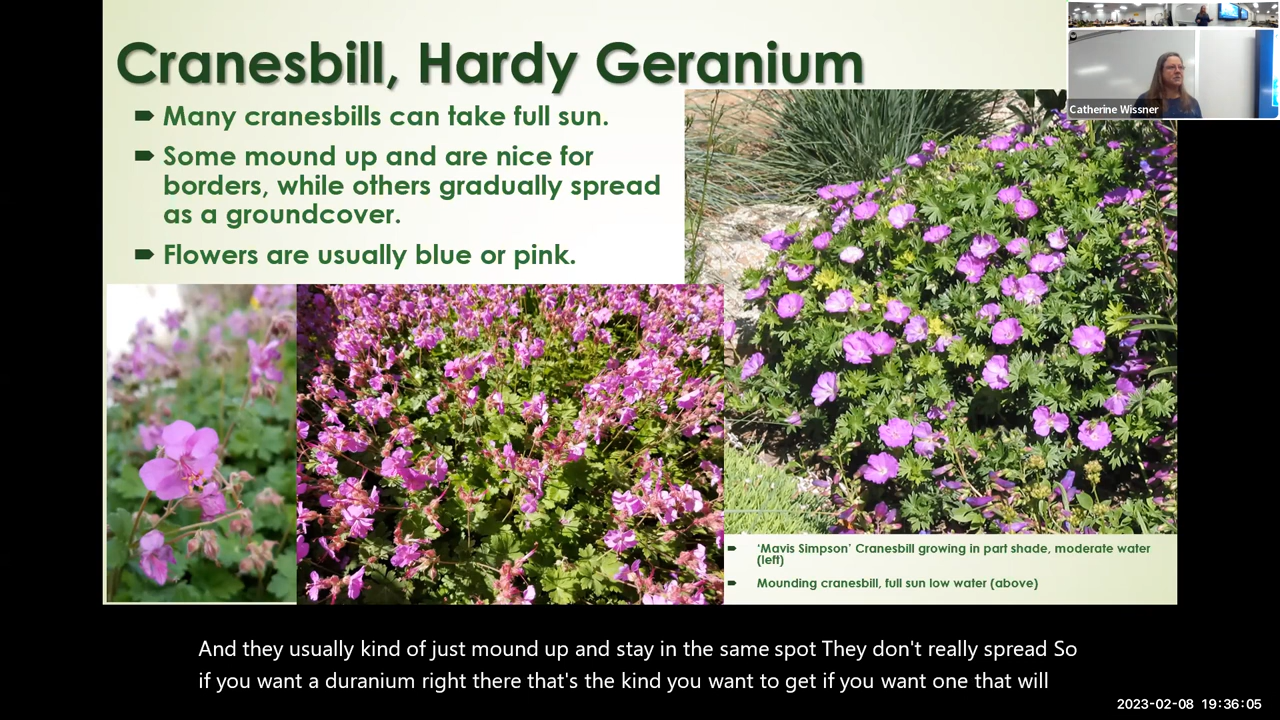 Cranesbill, Hardy Geranium
Many cranesbills can take full sun.
Some mound up and are nice for
borders, while others gradually spread
as a groundcover.
Flowers are usually blue or pink.
Catherine Wissner
‘Mavis Simpson’ Cranesbill growing in part shade, moderate water
(left)
Mounding cranesbill, full sun low water (above)
And they usually kind of just mound up and stay in the same spot They don't really spread So
if you want a duranium right there that's the kind you want to get if you want one that will
2023-02-08 19:36:05